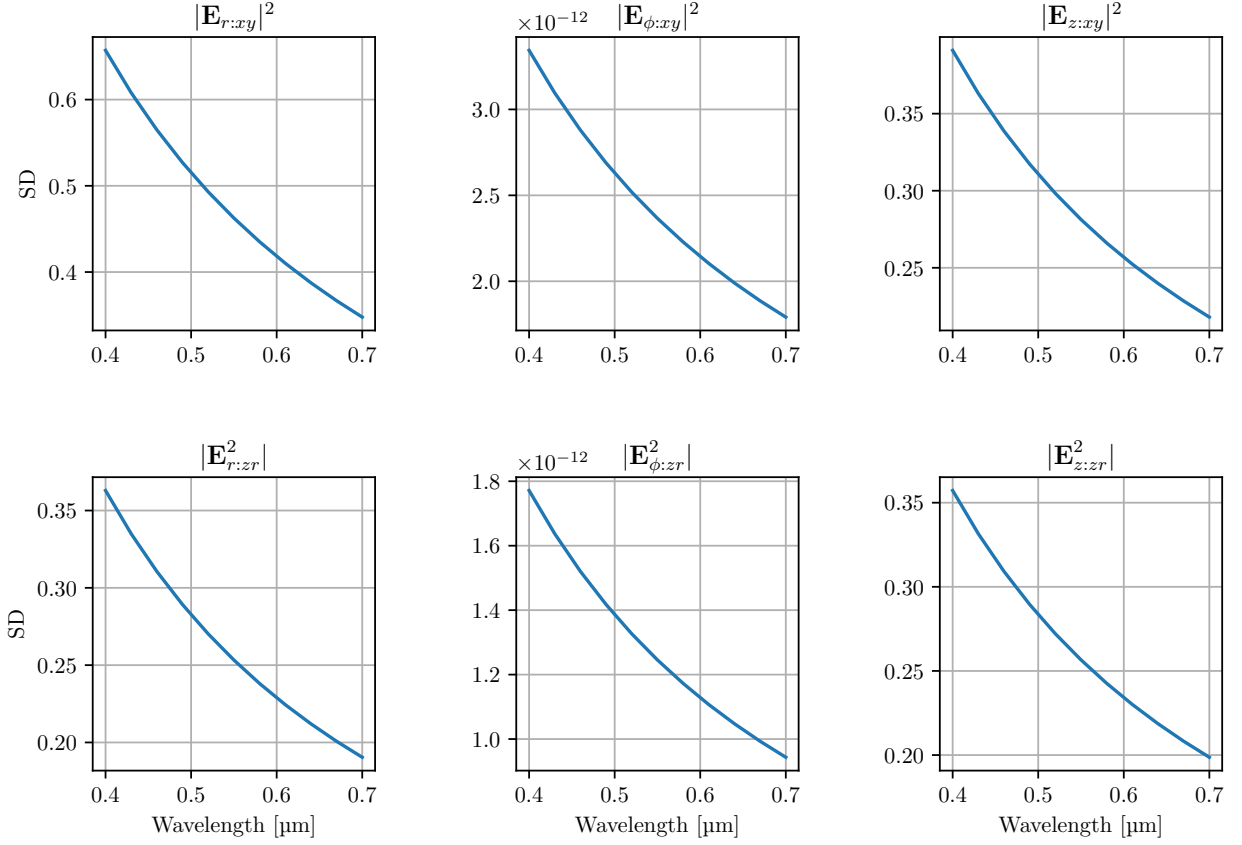 |E_{r:xy}|^2
×10^{-12} |E_{ϕ:xy}|^2
|E_{z:xy}|^2
SD
0.6
0.5
0.4
0.4 0.5 0.6 0.7
3.0
2.5
2.0
0.4 0.5 0.6 0.7
0.35
0.30
0.25
0.4 0.5 0.6 0.7
|E^2_{r:zr}|
×10^{-12} |E^2_{ϕ:zr}|
|E^2_{z:zr}|
SD
0.35
0.30
0.25
0.20
0.4 0.5 0.6 0.7
Wavelength [µm]
1.8
1.6
1.4
1.2
1.0
0.4 0.5 0.6 0.7
Wavelength [µm]
0.35
0.30
0.25
0.20
0.4 0.5 0.6 0.7
Wavelength [µm]